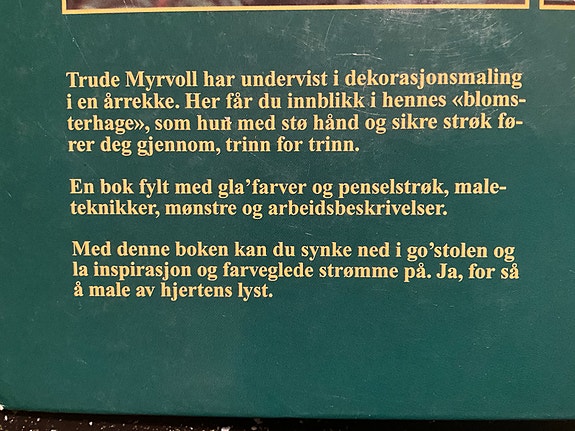 Trude Myrvoll har undervist i dekorasjonsmaling
i en årrekke. Her får du innblikk i hennes «bloms-
terhage», som hun med stø hånd og sikre strøk fø-
rer deg gjennom, trinn for trinn.
En bok fylt med gla’farver og penselstrøk, male-
teknikker, mønstre og arbeidsbeskrivelser.
Med denne boken kan du synke ned i go’stolen og
la inspirasjon og farveglede strømme på. Ja, for så
å male av hjertens lyst.